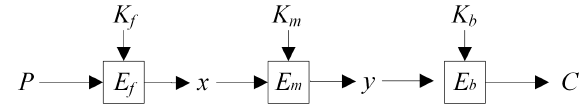 K_f K_m K_b
P E_f x E_m y E_b C